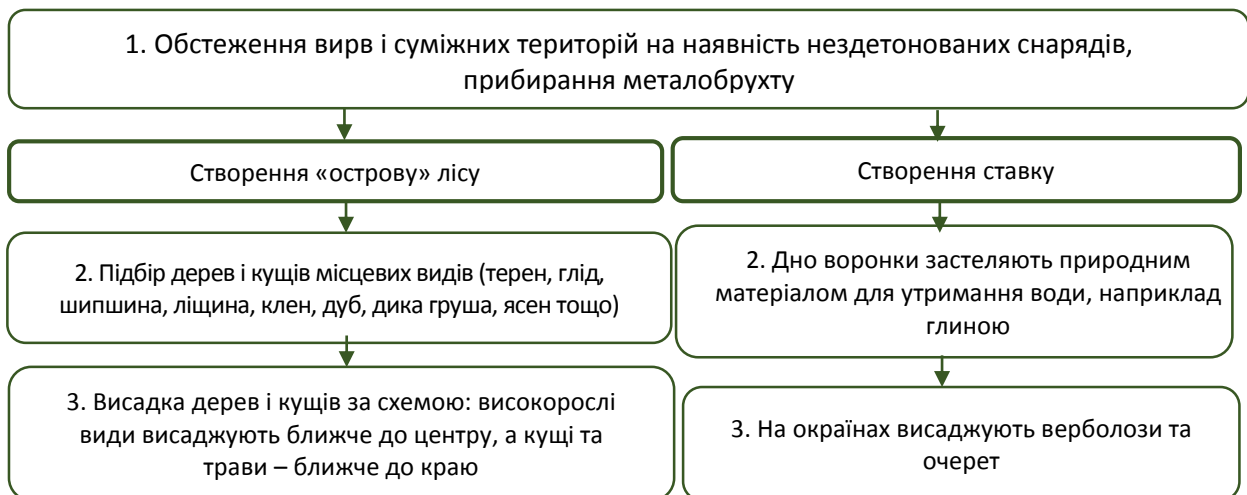 1. Обстеження вирв і суміжних територій на наявність нездетонованих снарядів,
прибирання металобрухту
Створення «острову» лісу
Створення ставку
2. Підбір дерев і кущів місцевих видів (терен, глід,
шипшина, ліщина, клен, дуб, дика груша, ясен тощо)
2. Дно воронки застеляють природним
матеріалом для утримання води, наприклад
глиною
3. Висадка дерев і кущів за схемою: високорослі
види висаджують ближче до центру, а кущі та
трави – ближче до краю
3. На окраїнах висаджують верболози та
очерет